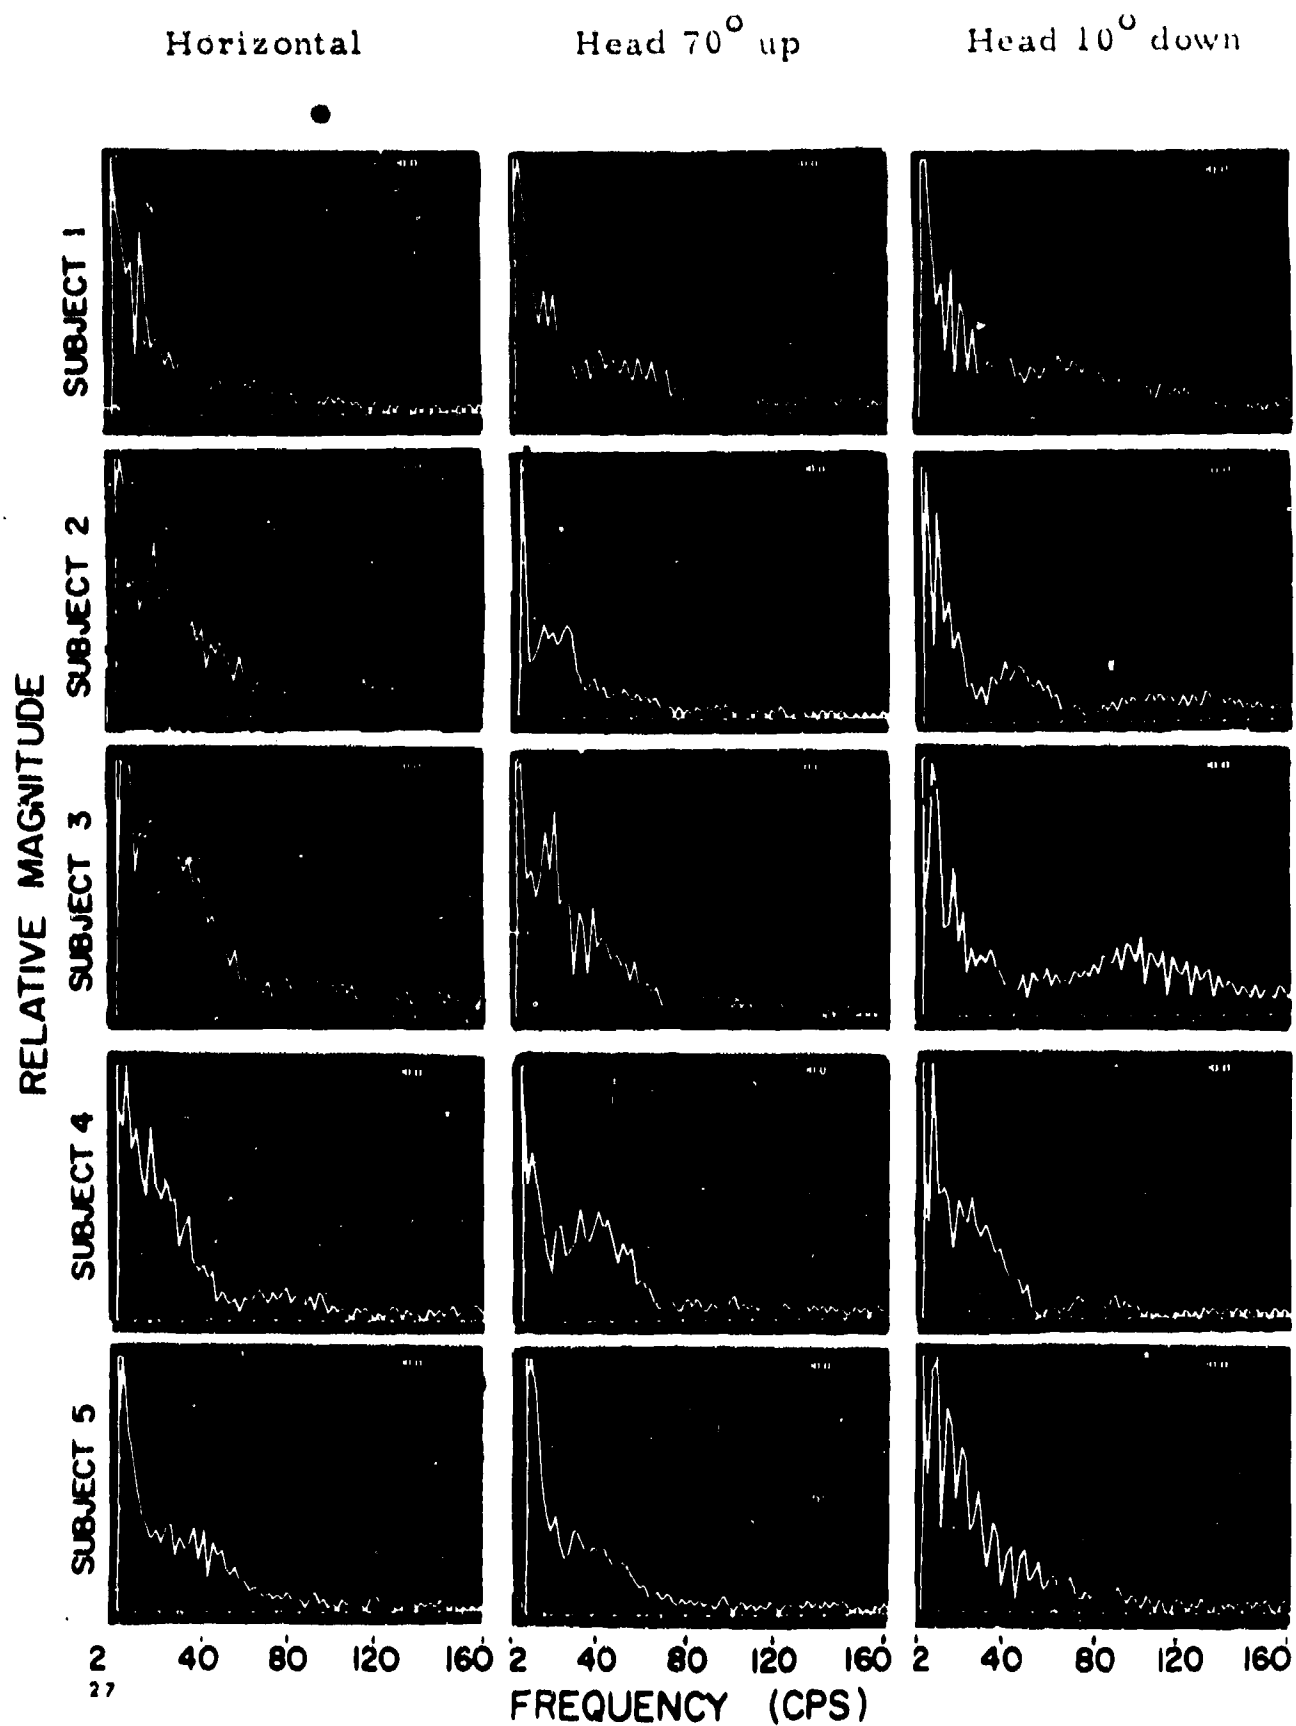 Horizontal Head 70° up Head 10° down
RELATIVE MAGNITUDE
SUBJECT 1
SUBJECT 2
SUBJECT 3
SUBJECT 4
SUBJECT 5
2 40 80 120 160 2 40 80 120 160 2 40 80 120 160
27
FREQUENCY (CPS)